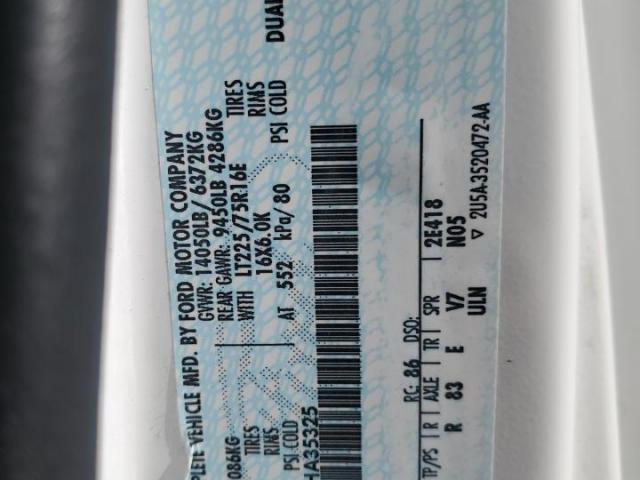 PLETE VEHICLE MFD. BY FORD MOTOR COMPANY
GVWR: 14050LB/ 6372KG
086KG REAR GAWR: 9450LB 4286KG
TIRES WITH LT225/75R16E TIRES
RIMS 16X6.0K RIMS
PSI COLD AT 552 kPa/ 80 PSI COLD DUAL
HA35325
RC: 86 DSO:
TP/PS R AXLE TR SPR 2E418
R 83 E V7 N05
ULN ▽ 2U5A-3520472-AA